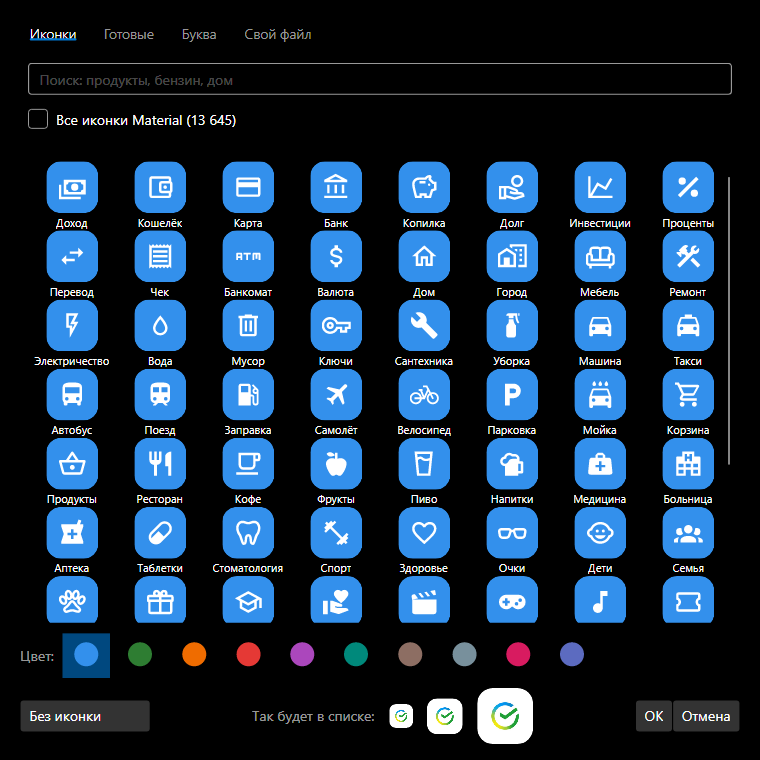 Иконки Готовые Буква Свой файл
Поиск: продукты, бензин, дом
Все иконки Material (13 645)
Доход Кошелёк Карта Банк Копилка Долг Инвестиции Проценты
ATM
Перевод Чек Банкомат Валюта Дом Город Мебель Ремонт
Электричество Вода Мусор Ключи Сантехника Уборка Машина Такси
P
Автобус Поезд Заправка Самолёт Велосипед Парковка Мойка Корзина
Продукты Ресторан Кофе Фрукты Пиво Напитки Медицина Больница
Аптека Таблетки Стоматология Спорт Здоровье Очки Дети Семья
Цвет:
Без иконки Так будет в списке: OK Отмена